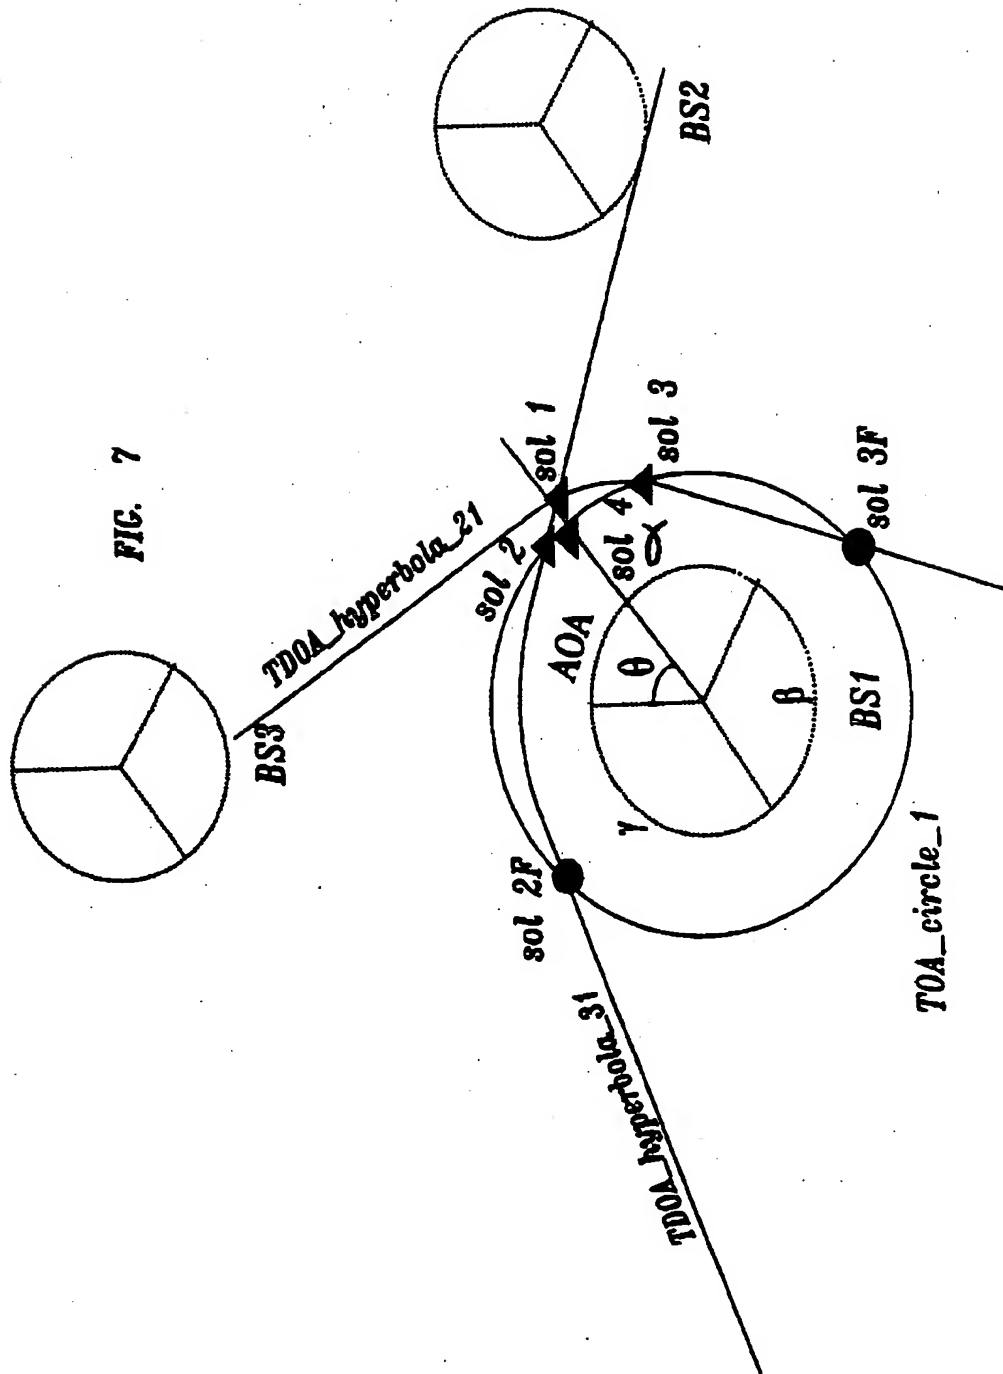 FIG. 7
BS2
BS3
TDOA_hyperbola_21
sol 1
sol 2
sol 3
sol 4
α
AOA
θ
β
γ
BS1
sol 2F
sol 3F
TDOA_hyperbola_31
TOA_circle_1